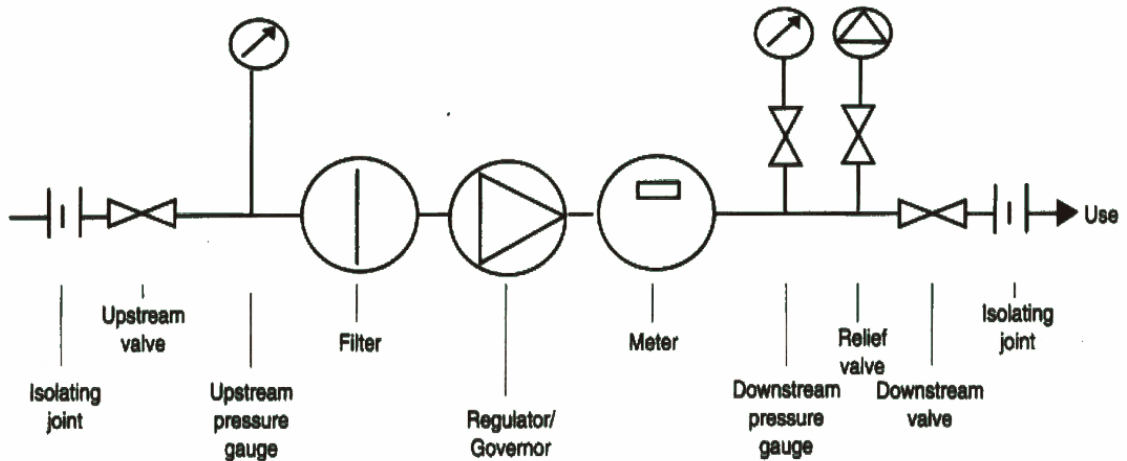 Use
Upstream
valve
Filter
Meter
Relief
valve
Isolating
joint
Isolating
joint
Upstream
pressure
gauge
Regulator/
Governor
Downstream
pressure
gauge
Downstream
valve